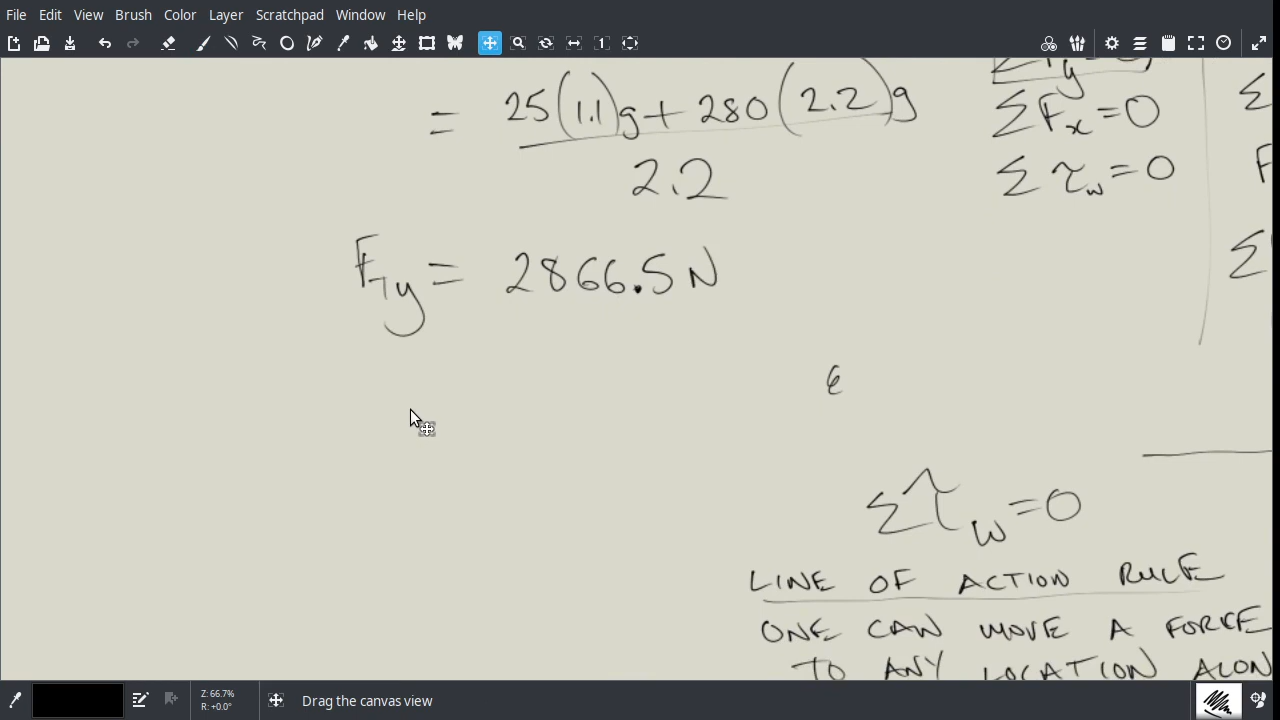 File Edit View Brush Color Layer Scratchpad Window Help
= 25(1.1)g + 280(2.2)g
2.2
ΣFx = 0
Στw = 0
FTy = 2866.5 N
Στw = 0
LINE OF ACTION RULE
ONE CAN MOVE A FORCE
TO ANY LOCATION ALON
Z: 66.7%
R: +0.0°
Drag the canvas view